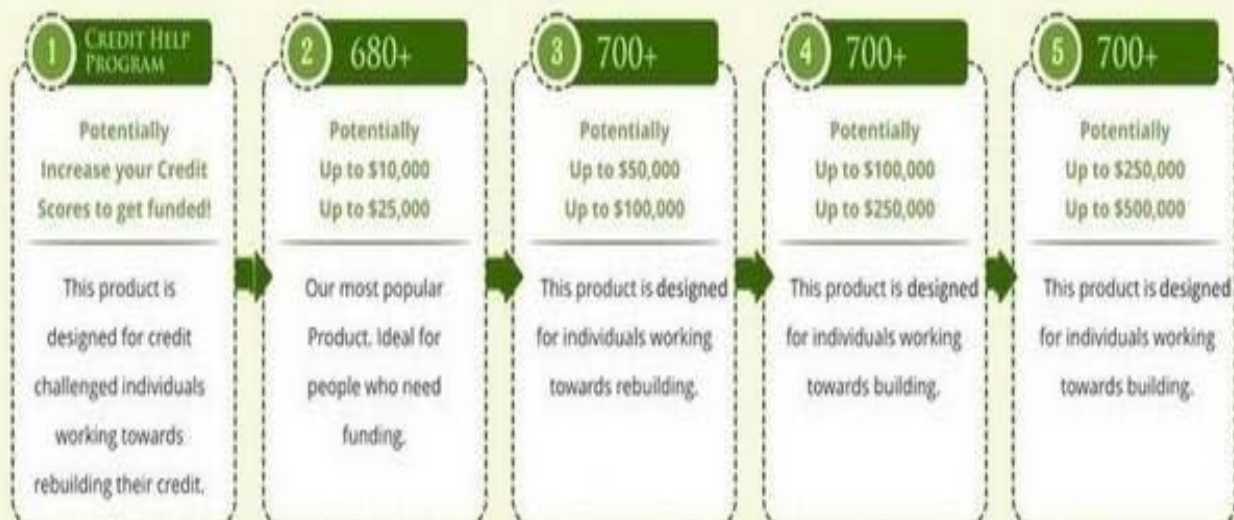 1
CREDIT HELP
PROGRAM
Potentially
Increase your Credit
Scores to get funded!
This product is
designed for credit
challenged individuals
working towards
rebuilding their credit.
2
680+
Potentially
Up to $10,000
Up to $25,000
Our most popular
Product. Ideal for
people who need
funding.
3
700+
Potentially
Up to $50,000
Up to $100,000
This product is designed
for individuals working
towards rebuilding.
4
700+
Potentially
Up to $100,000
Up to $250,000
This product is designed
for individuals working
towards building.
5
700+
Potentially
Up to $250,000
Up to $500,000
This product is designed
for individuals working
towards building.